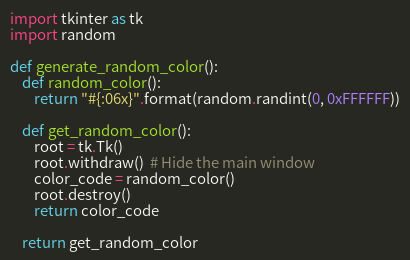 import tkinter as tk
import random

def generate_random_color():
    def random_color():
        return "#{:06x}".format(random.randint(0, 0xFFFFFF))

    def get_random_color():
        root = tk.Tk()
        root.withdraw()  # Hide the main window
        color_code = random_color()
        root.destroy()
        return color_code

    return get_random_color